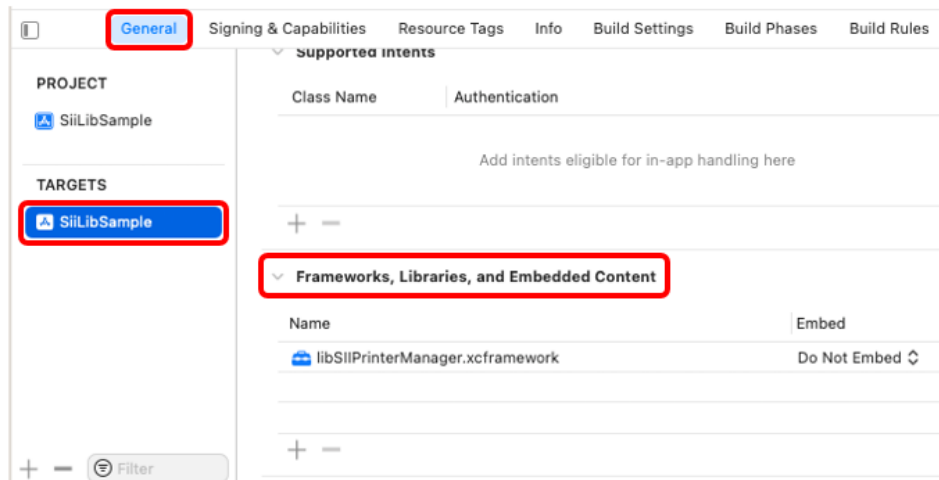 General Signing & Capabilities Resource Tags Info Build Settings Build Phases Build Rules
PROJECT
SiiLibSample
TARGETS
SiiLibSample
Filter
Supported Intents
Class Name Authentication
Add intents eligible for in-app handling here
Frameworks, Libraries, and Embedded Content
Name Embed
libSIIPrinterManager.xcframework Do Not Embed